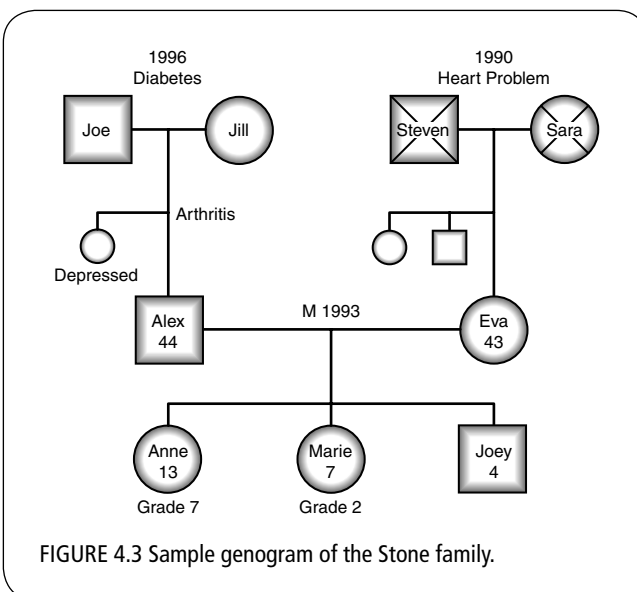 1996
Diabetes
1990
Heart Problem
Joe
Jill
Steven
Sara
Arthritis
Depressed
Alex
44
M 1993
Eva
43
Anne
13
Marie
7
Joey
4
Grade 7
Grade 2
FIGURE 4.3 Sample genogram of the Stone family.